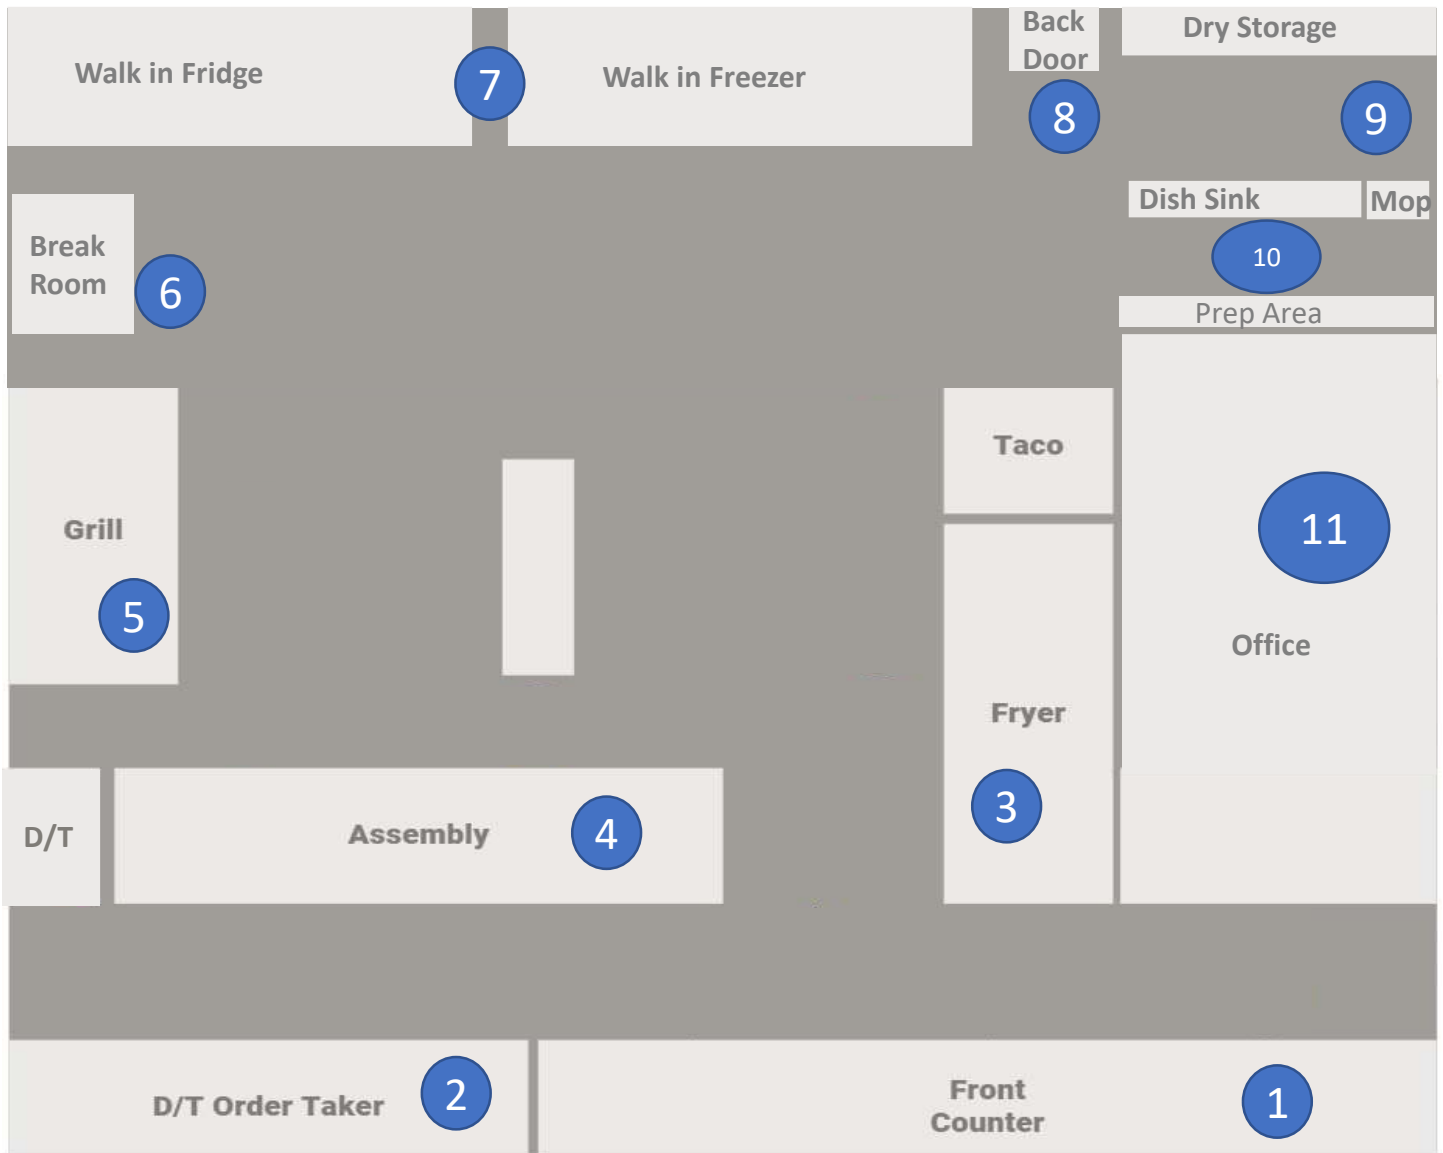 Back
Door
Dry Storage
Walk in Fridge
7
Walk in Freezer
8
9
Dish Sink
Mop
Break
Room
6
10
Prep Area
Taco
Grill
11
5
Office
Fryer
3
D/T
Assembly
4
D/T Order Taker
2
Front
Counter
1